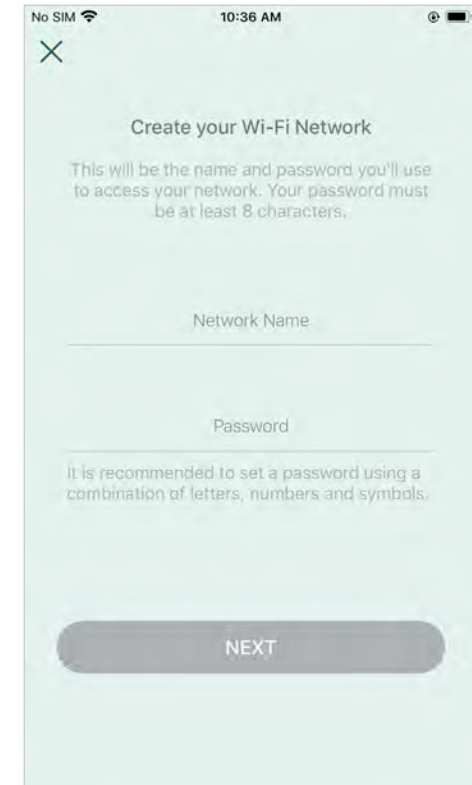 No SIM 10:36 AM
Create your Wi-Fi Network
This will be the name and password you'll use
to access your network. Your password must
be at least 8 characters.
Network Name
Password
It is recommended to set a password using a
combination of letters, numbers and symbols.
NEXT